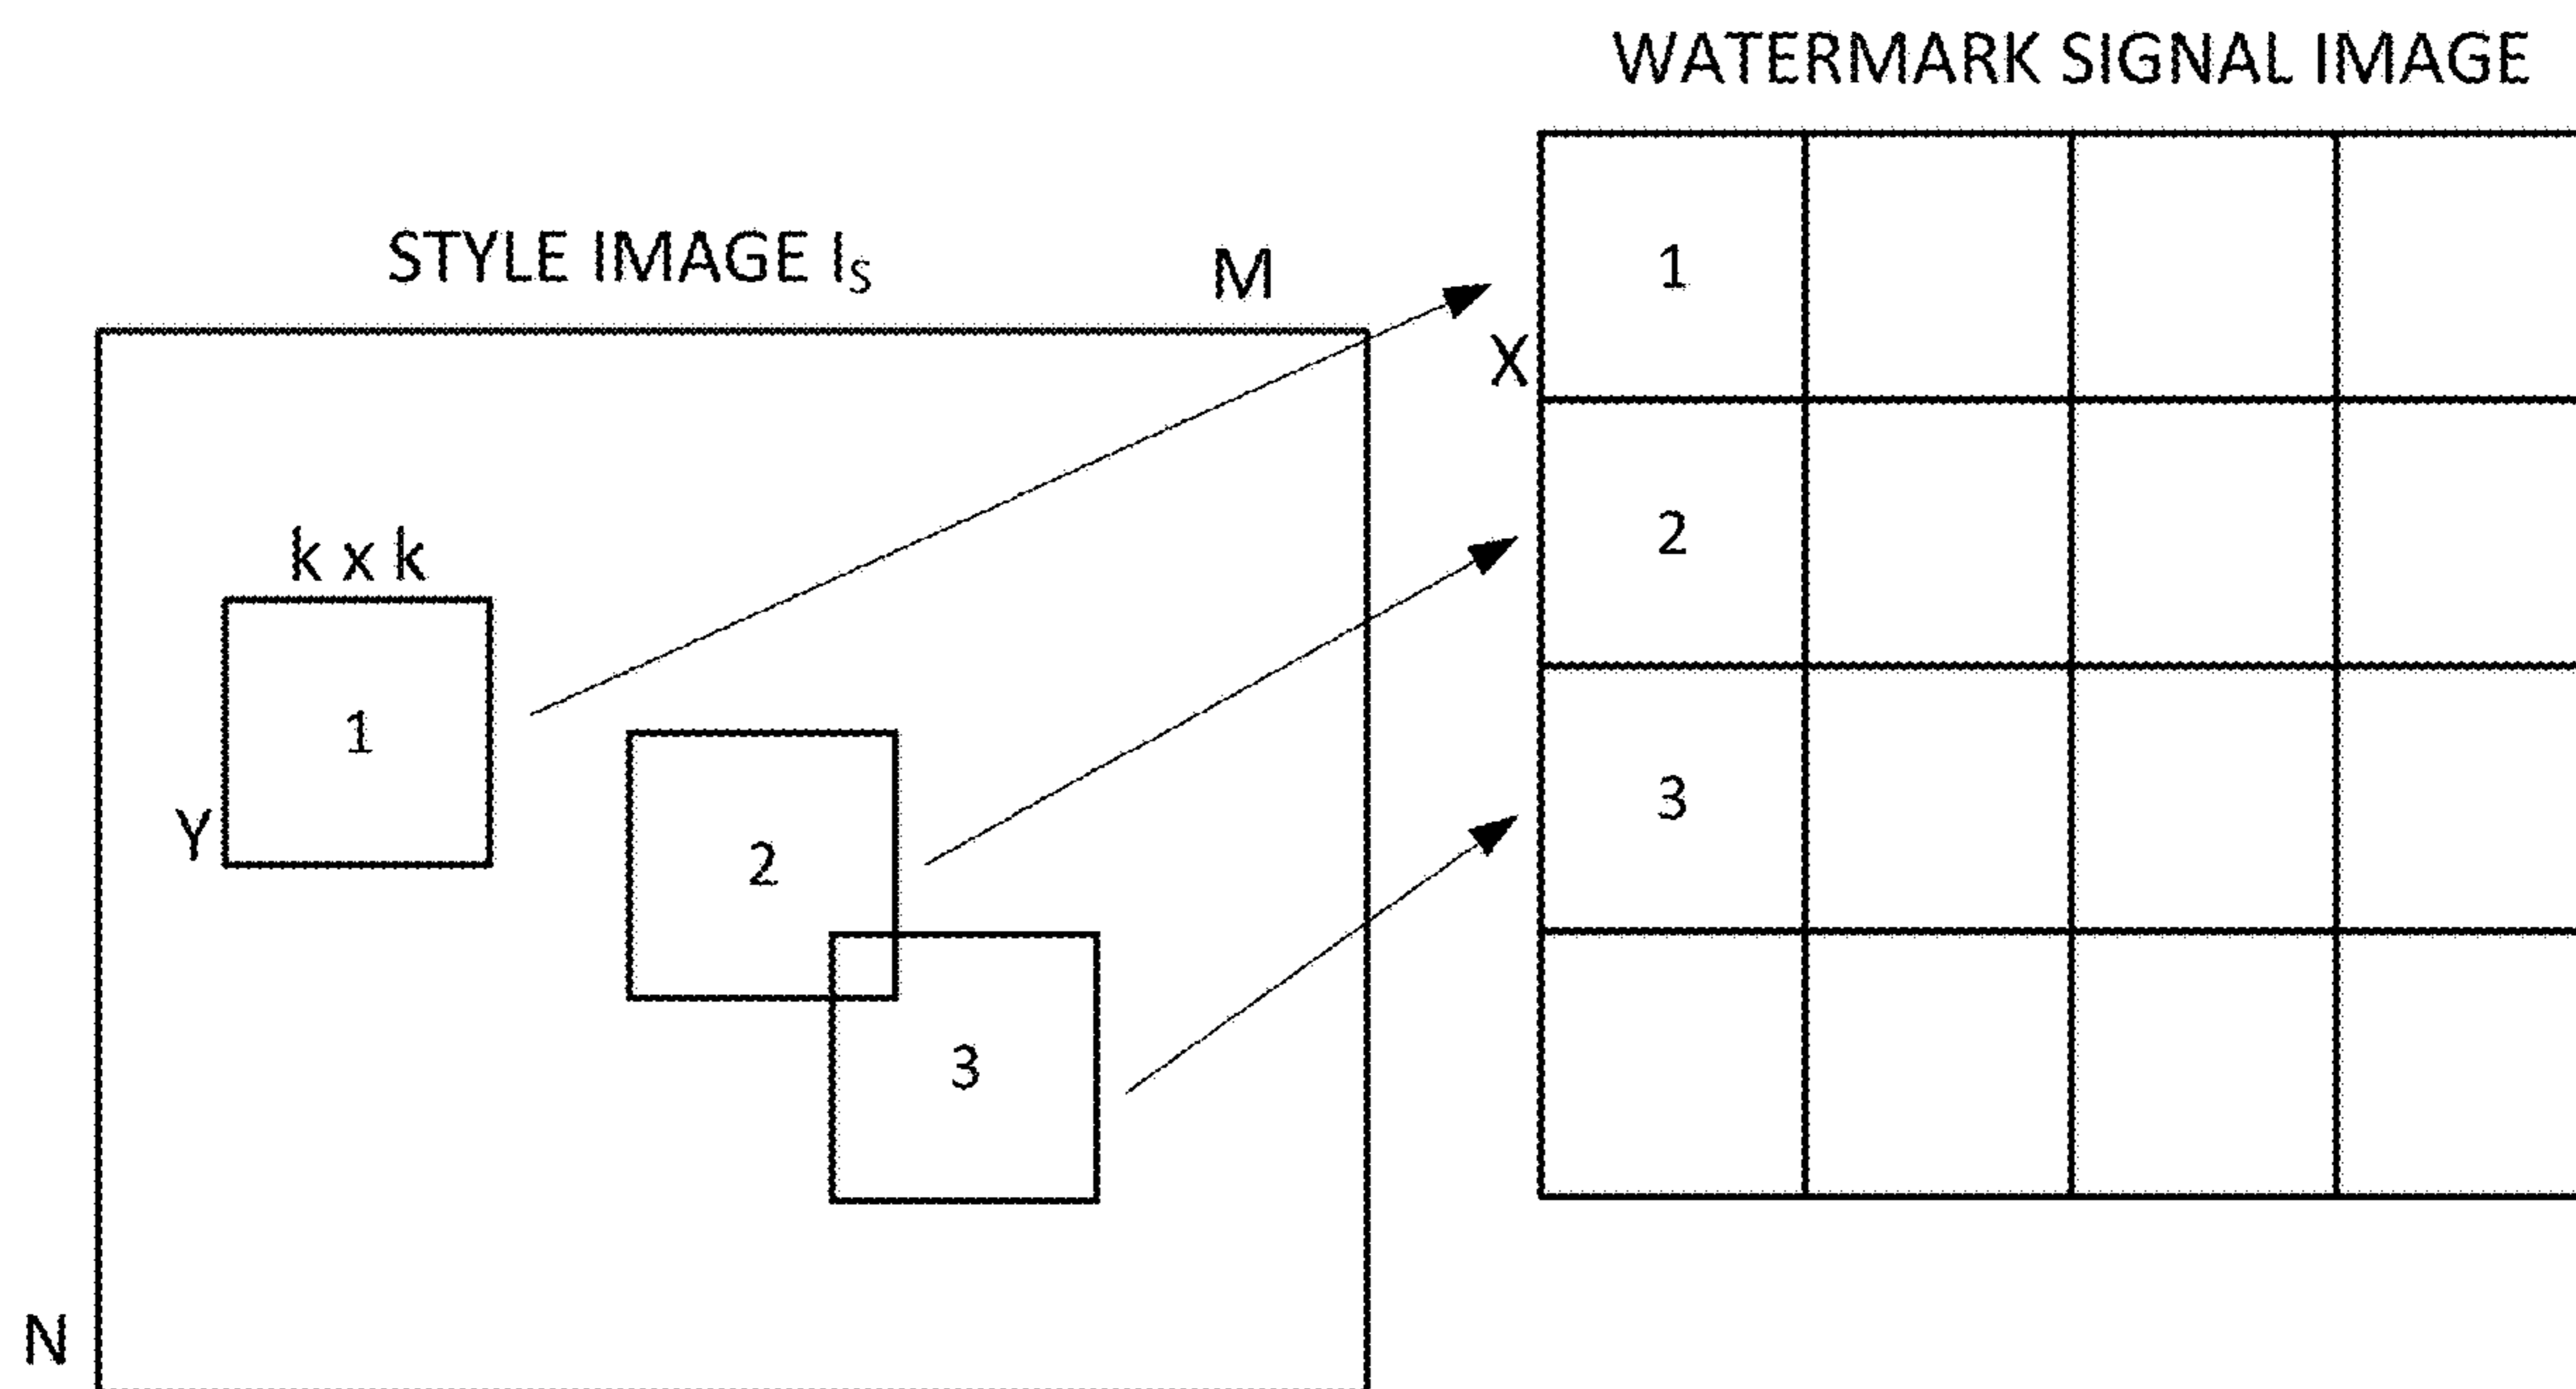 WATERMARK SIGNAL IMAGE
STYLE IMAGE IS
M
1
X
k x k
2
1
Y
2
3
3
N